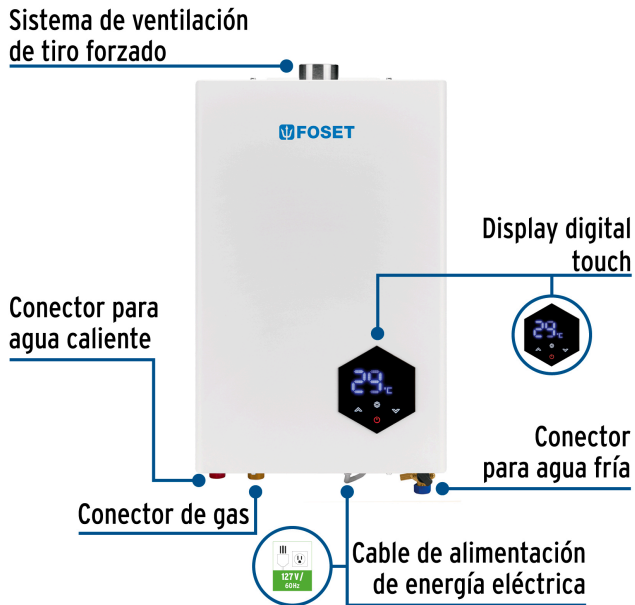 Sistema de ventilación
de tiro forzado
FOSET
Display digital
touch
29°C
Conector para
agua caliente
29°C
Conector
para agua fría
Conector de gas
127 V /
60Hz
Cable de alimentación
de energía eléctrica